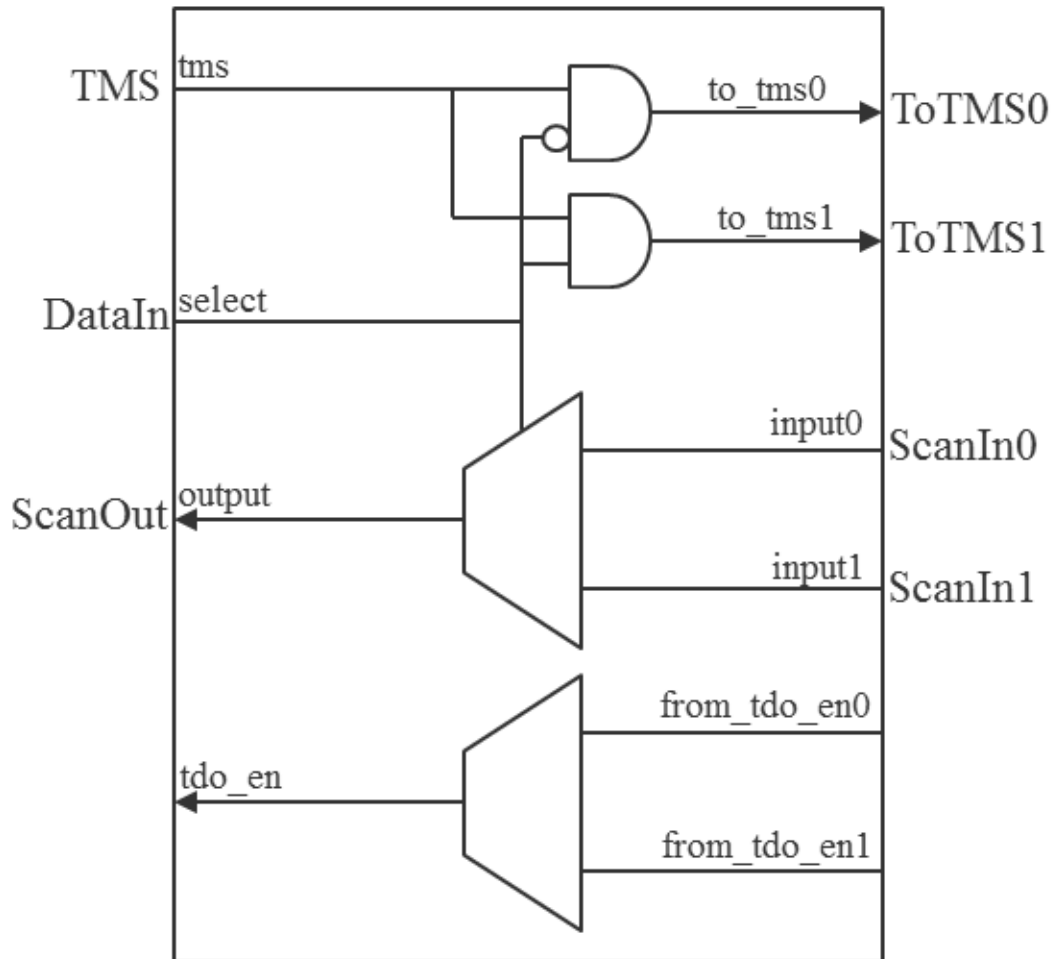 TMS
tms
to_tms0
ToTMS0
to_tms1
ToTMS1
DataIn
select
input0
ScanIn0
ScanOut
output
input1
ScanIn1
from_tdo_en0
tdo_en
from_tdo_en1